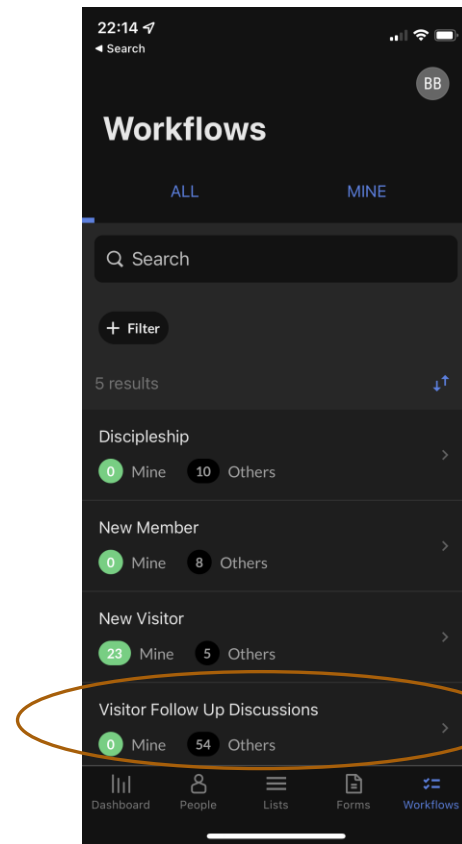 22:14
Search
BB
Workflows
ALL MINE
Search
+ Filter
5 results
Discipleship
0 Mine 10 Others
New Member
0 Mine 8 Others
New Visitor
23 Mine 5 Others
Visitor Follow Up Discussions
0 Mine 54 Others
Dashboard People Lists Forms Workflows